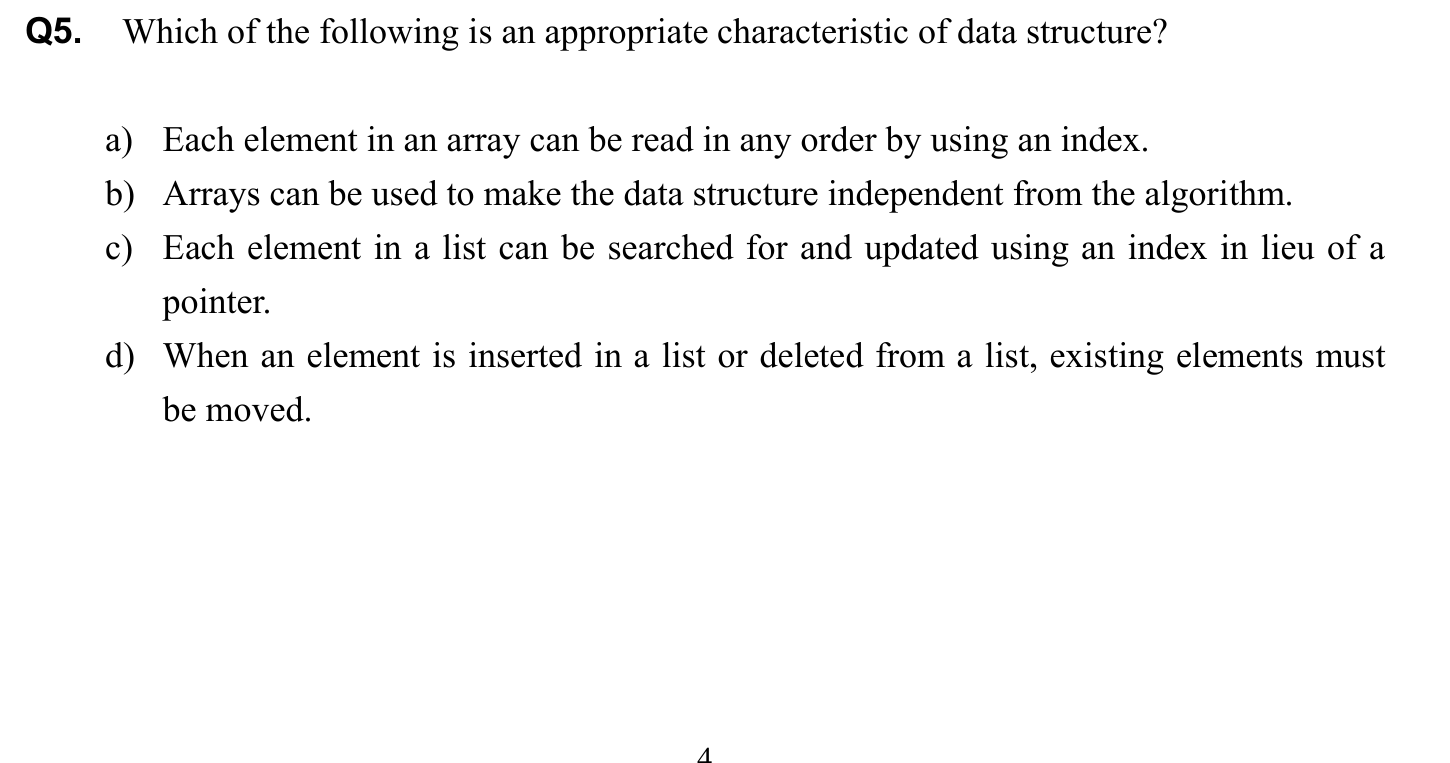 Q5. Which of the following is an appropriate characteristic of data structure?
a) Each element in an array can be read in any order by using an index.
b) Arrays can be used to make the data structure independent from the algorithm.
c) Each element in a list can be searched for and updated using an index in lieu of a
pointer.
d) When an element is inserted in a list or deleted from a list, existing elements must
be moved.
4